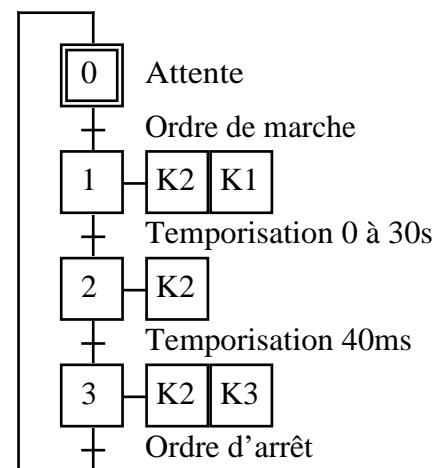 0 Attente
Ordre de marche
1 K2 K1
Temporisation 0 à 30s
2 K2
Temporisation 40ms
3 K2 K3
Ordre d’arrêt